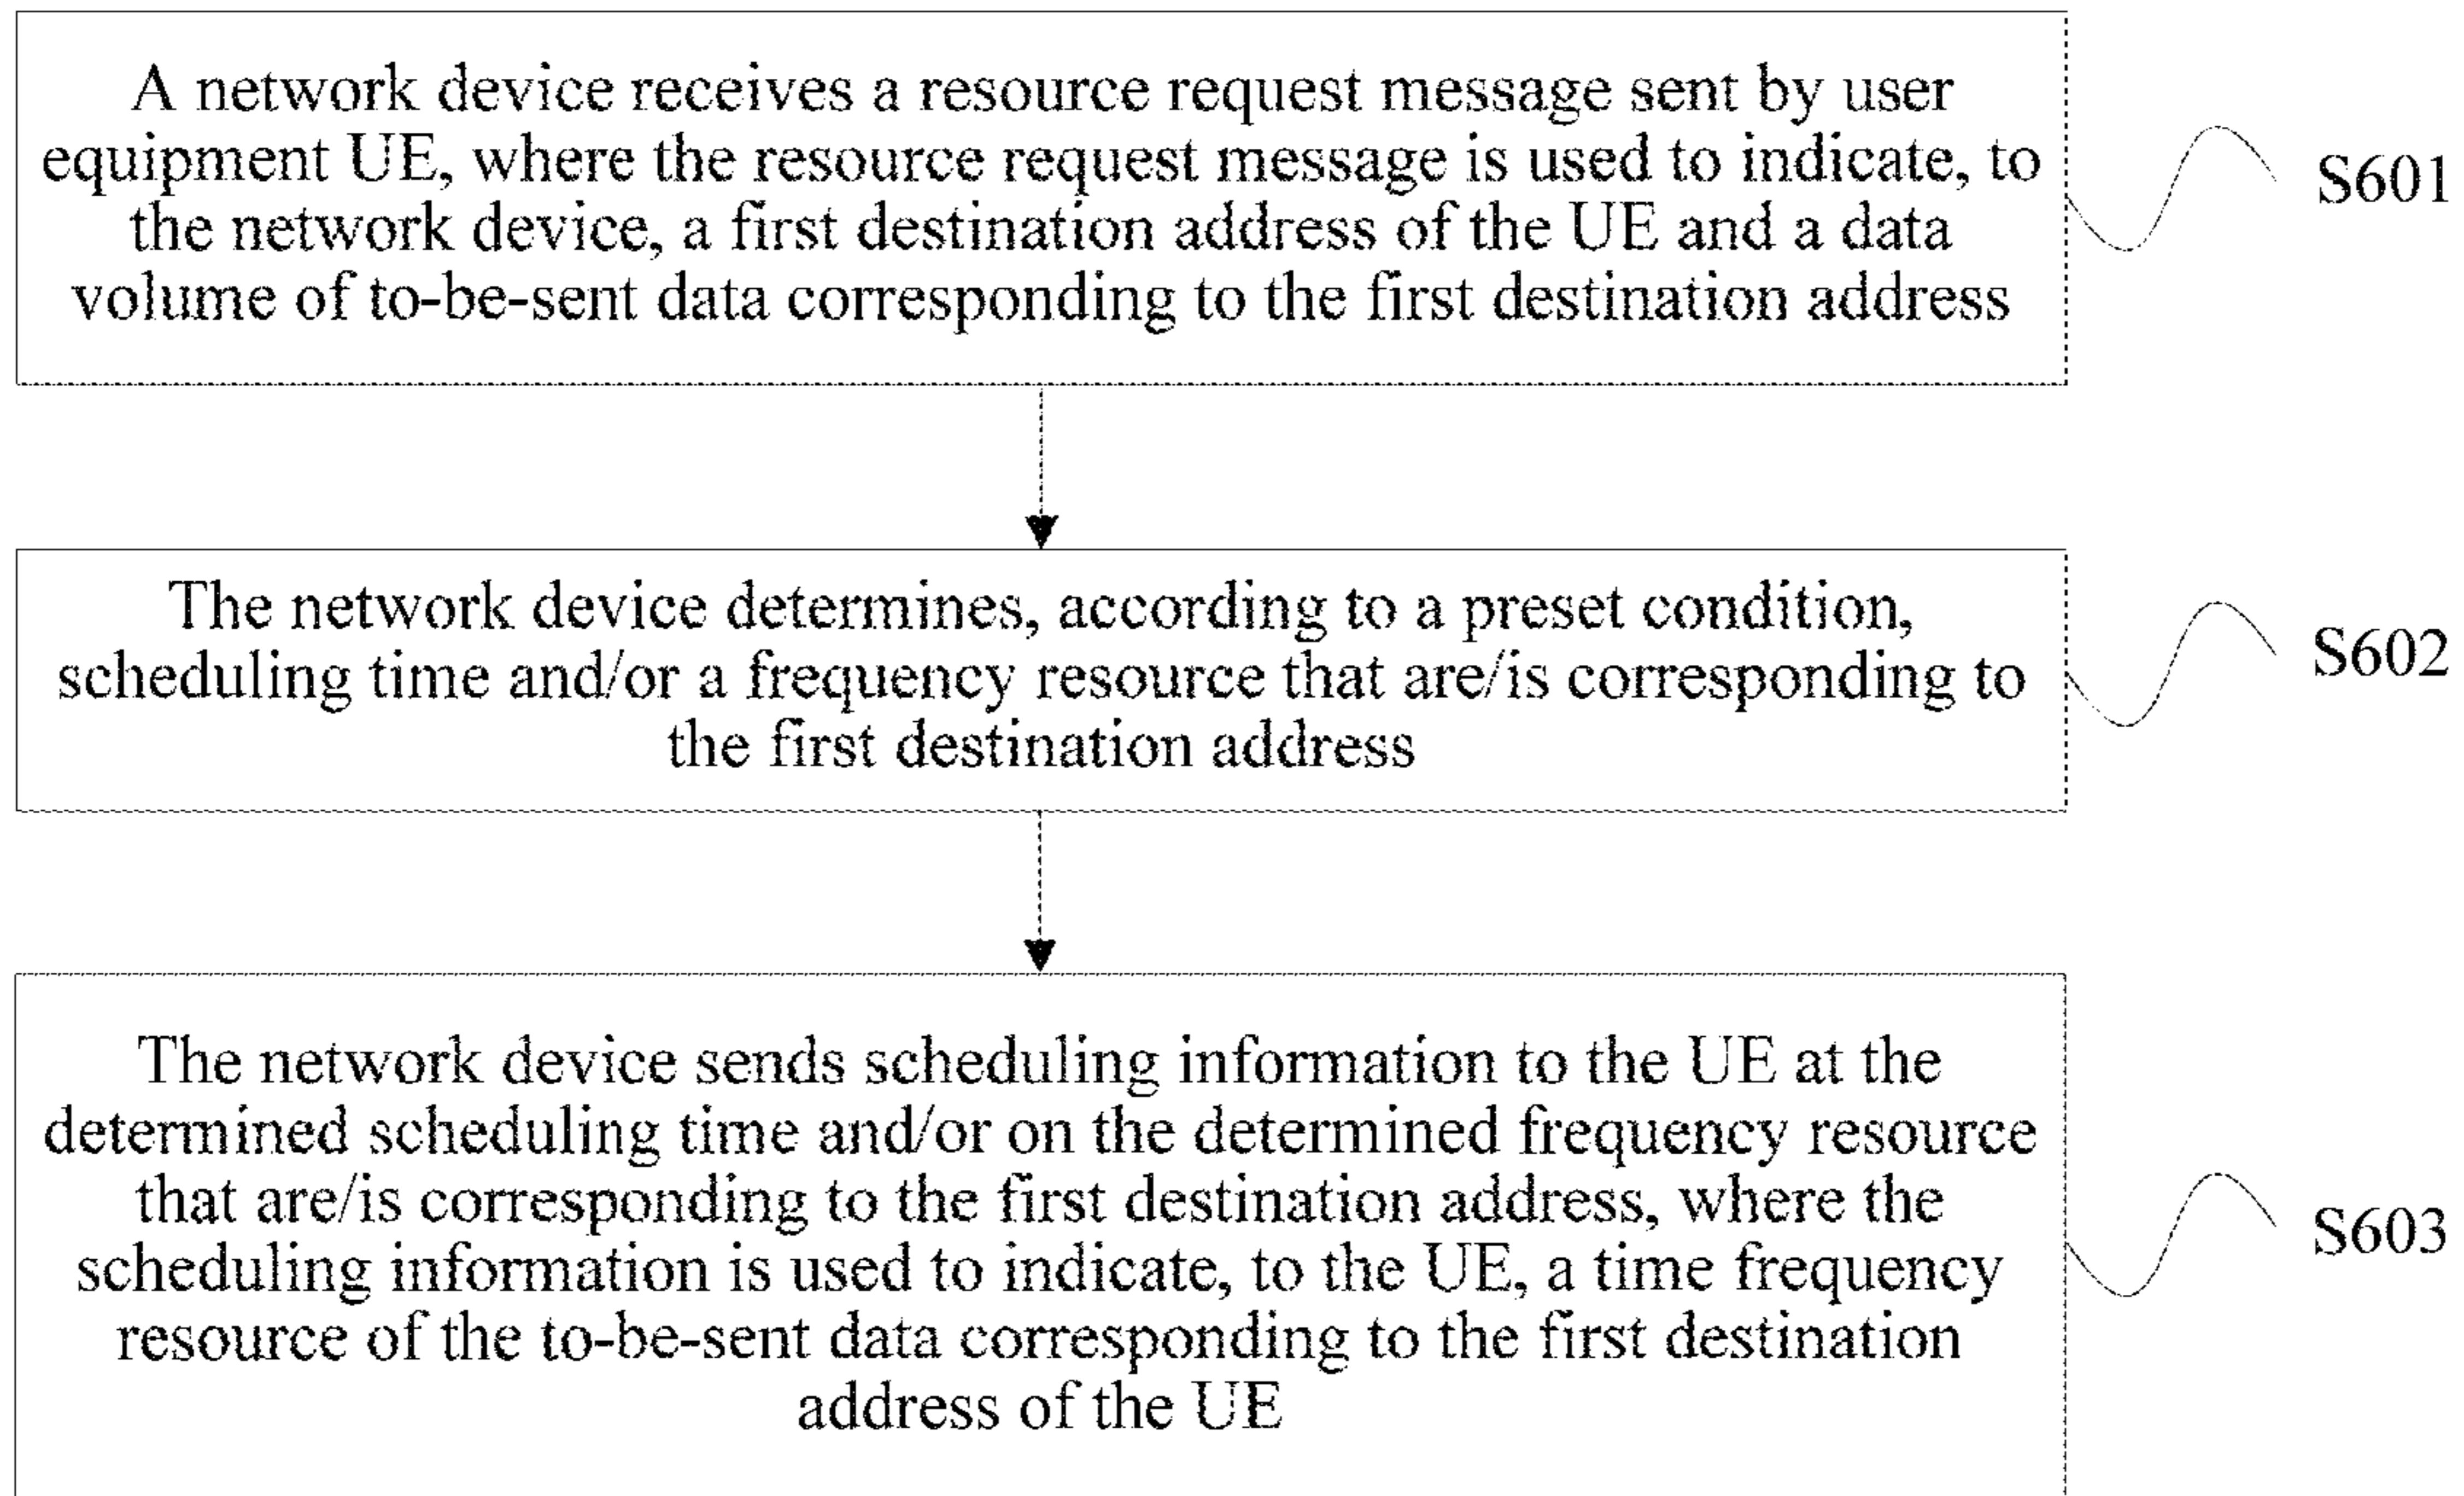 A network device receives a resource request message sent by user
equipment UE, where the resource request message is used to indicate, to
the network device, a first destination address of the UE and a data
volume of to-be-sent data corresponding to the first destination address
S601
The network device determines, according to a preset condition,
scheduling time and/or a frequency resource that are/is corresponding to
the first destination address
S602
The network device sends scheduling information to the UE at the
determined scheduling time and/or on the determined frequency resource
that are/is corresponding to the first destination address, where the
scheduling information is used to indicate, to the UE, a time frequency
resource of the to-be-sent data corresponding to the first destination
address of the UE
S603